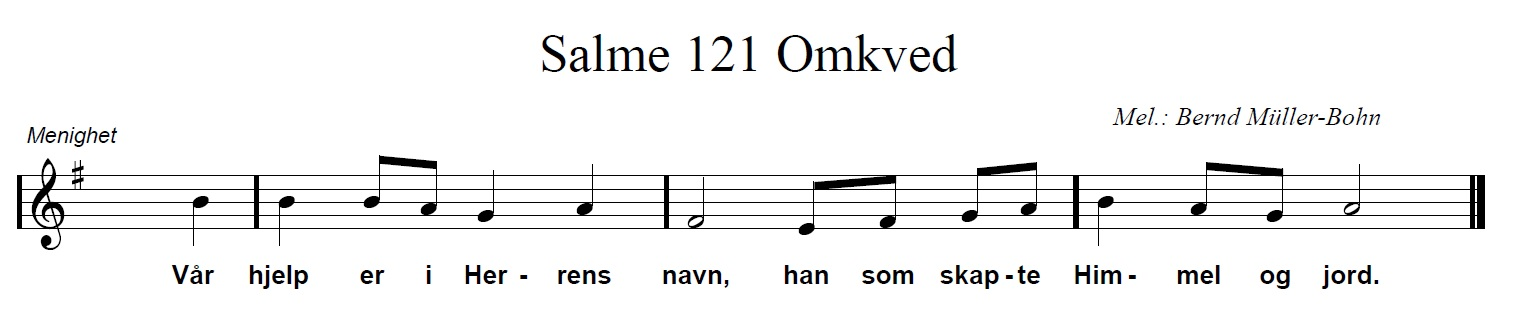 Salme 121 Omkved
Mel.: Bernd Müller-Bohn
Menighet
Vår hjelp er i Her - rens navn, han som skap - te Him - mel og jord.